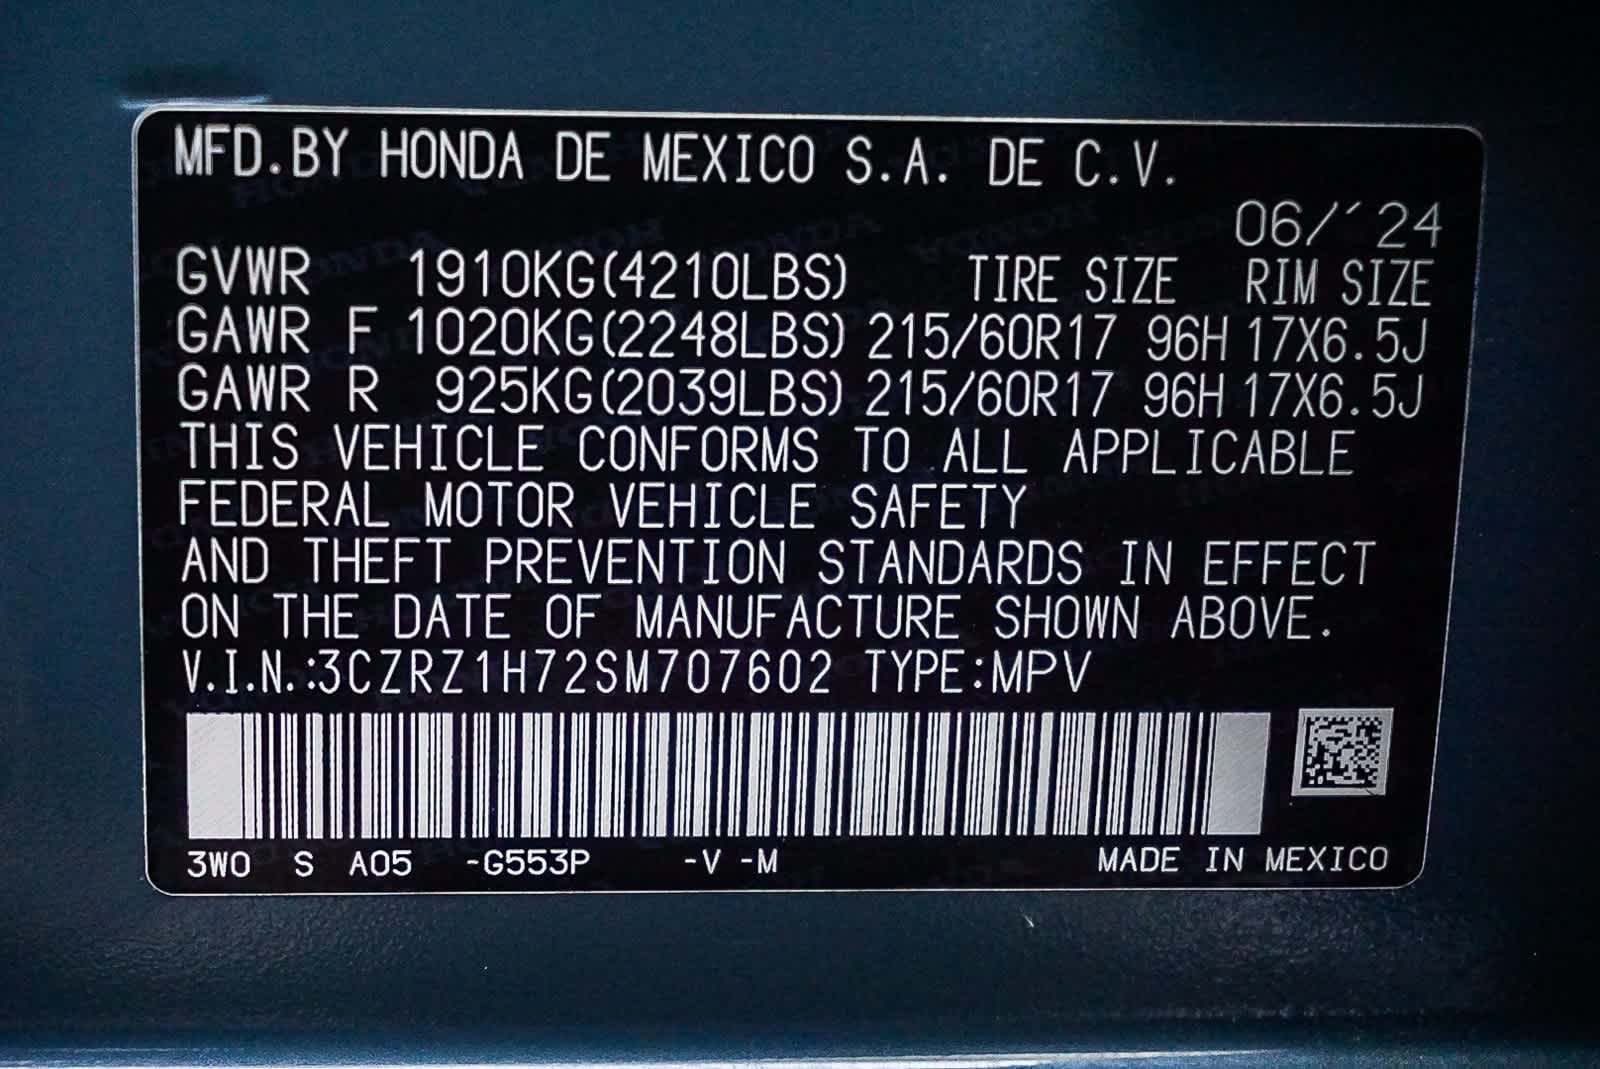 MFD.BY HONDA DE MEXICO S.A. DE C.V.
06/´24
GVWR 1910KG(4210LBS) TIRE SIZE RIM SIZE
GAWR F 1020KG(2248LBS) 215/60R17 96H 17X6.5J
GAWR R 925KG(2039LBS) 215/60R17 96H 17X6.5J
THIS VEHICLE CONFORMS TO ALL APPLICABLE
FEDERAL MOTOR VEHICLE SAFETY
AND THEFT PREVENTION STANDARDS IN EFFECT
ON THE DATE OF MANUFACTURE SHOWN ABOVE.
V.I.N.:3CZRZ1H72SM707602 TYPE:MPV
3W0 S A05 -G553P -V -M MADE IN MEXICO